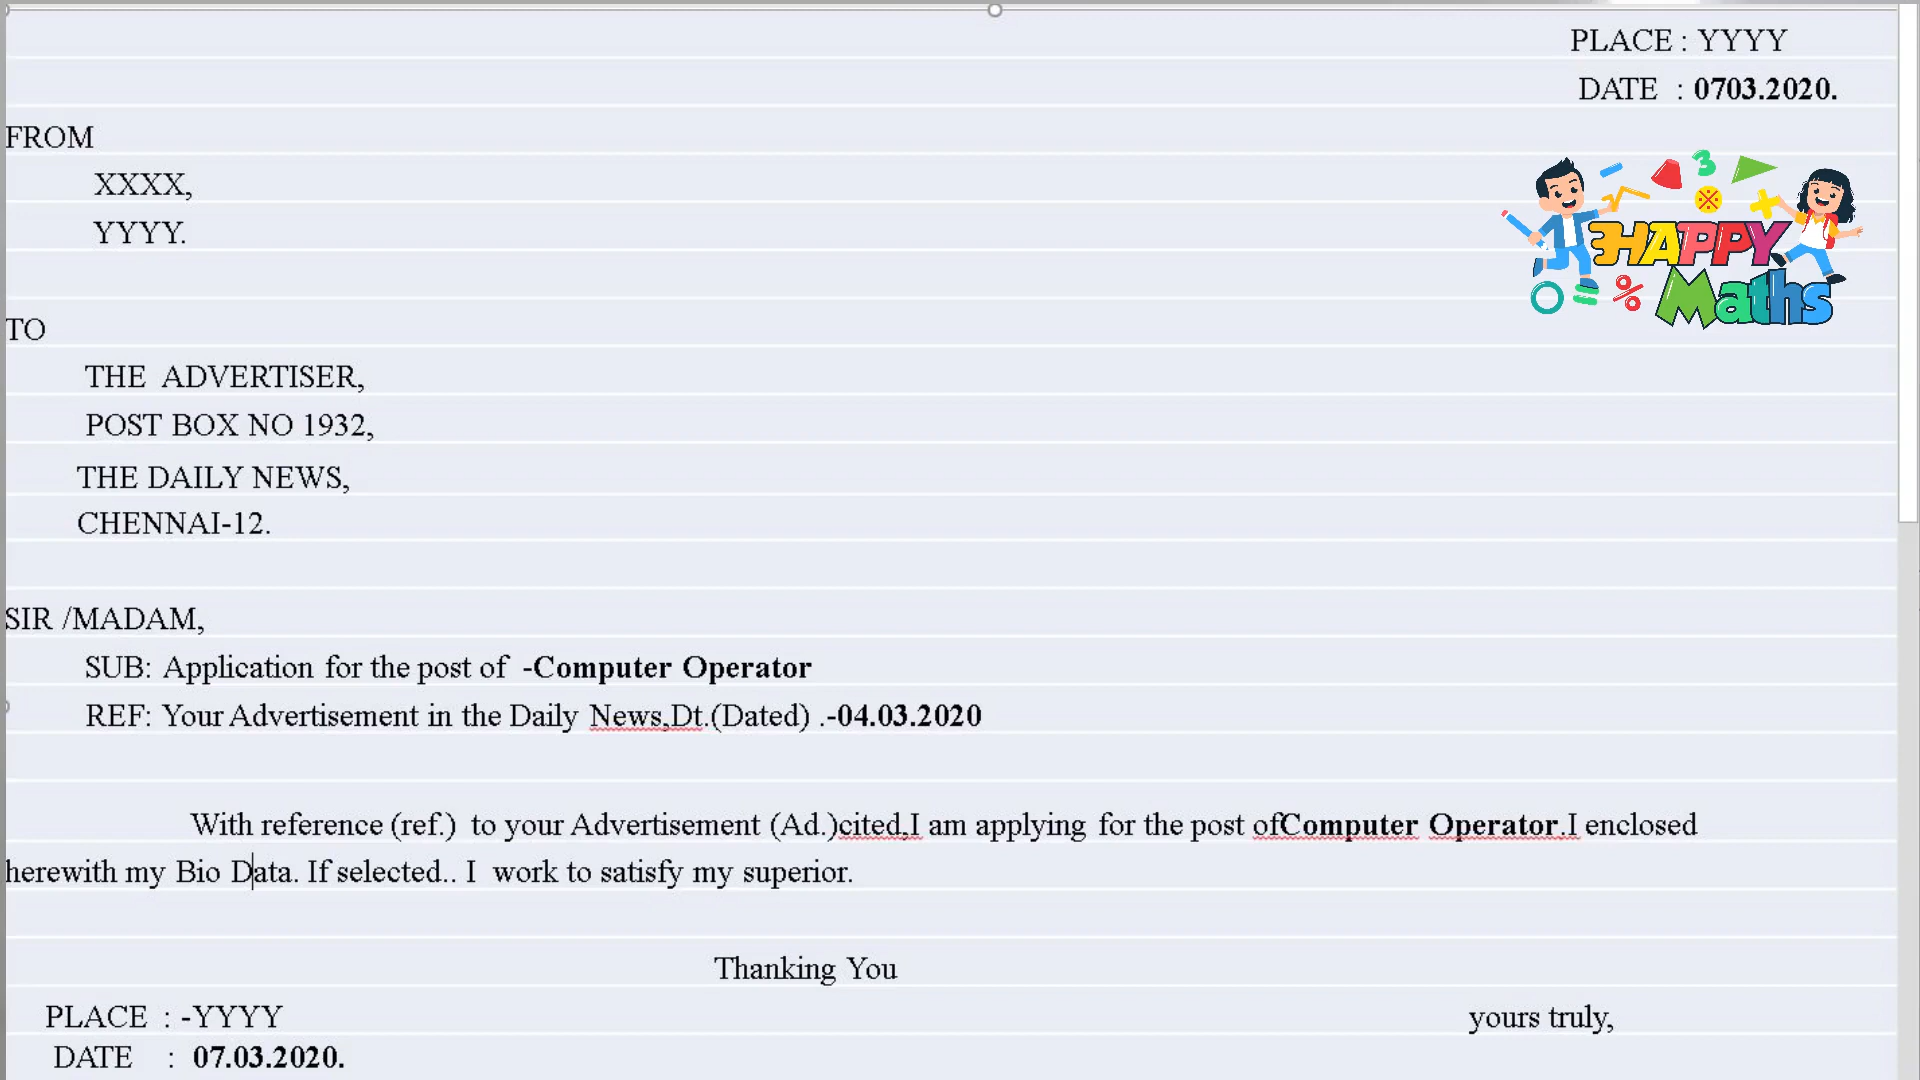 PLACE : YYYY
DATE : 0703.2020.
FROM
XXXX,
YYYY.
3 HAPPY
Maths
TO
THE ADVERTISER,
POST BOX NO 1932,
THE DAILY NEWS,
CHENNAI-12.
SIR /MADAM,
SUB: Application for the post of -Computer Operator
REF: Your Advertisement in the Daily News,Dt.(Dated) .-04.03.2020
With reference (ref.) to your Advertisement (Ad.)cited,I am applying for the post ofComputer Operator.I enclosed
herewith my Bio Data. If selected.. I work to satisfy my superior.
Thanking You
PLACE : -YYYY
yours truly,
DATE : 07.03.2020.